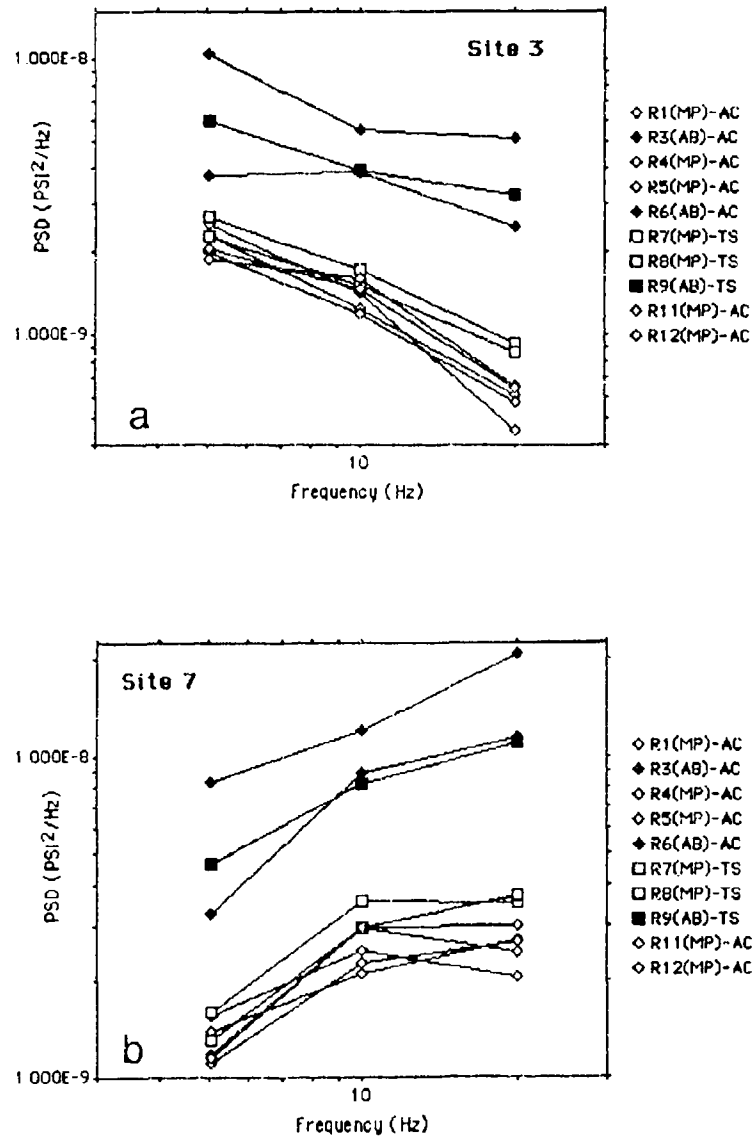 Site 3
1.000E-8
1.000E-9
PSD (PSI²/Hz)
a
10
Frequency (Hz)
R1(MP)-AC
R3(AB)-AC
R4(MP)-AC
R5(MP)-AC
R6(AB)-AC
R7(MP)-TS
R8(MP)-TS
R9(AB)-TS
R11(MP)-AC
R12(MP)-AC
Site 7
1 000E-8
1 000E-9
PSD (PSI²/Hz)
b
10
Frequency (Hz)
R1(MP)-AC
R3(AB)-AC
R4(MP)-AC
R5(MP)-AC
R6(AB)-AC
R7(MP)-TS
R8(MP)-TS
R9(AB)-TS
R11(MP)-AC
R12(MP)-AC